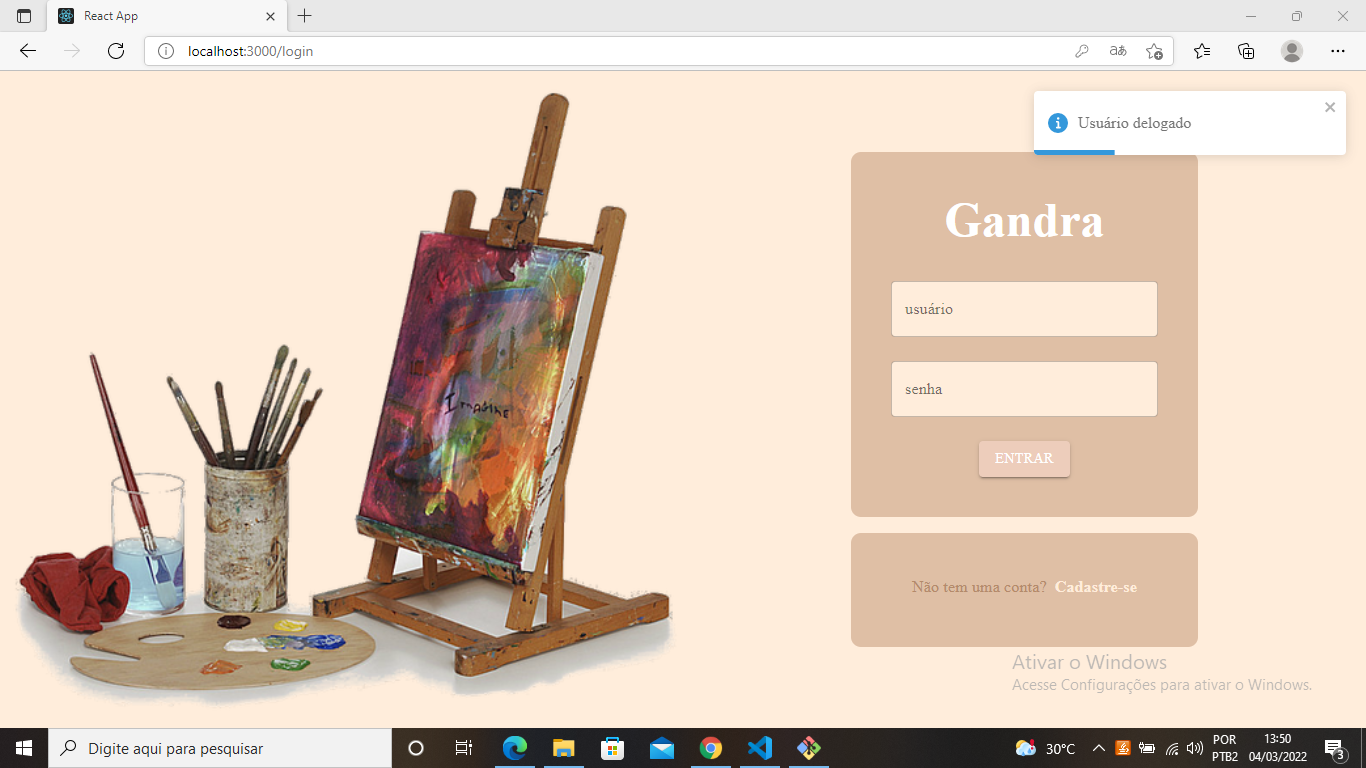 React App
localhost:3000/login
aあ
Usuário delogado
Gandra
usuário
senha
ENTRAR
Não tem uma conta? Cadastre-se
Imagine
Ativar o Windows
Acesse Configurações para ativar o Windows.
Digite aqui para pesquisar
30°C
POR
PTB2
13:50
04/03/2022
3